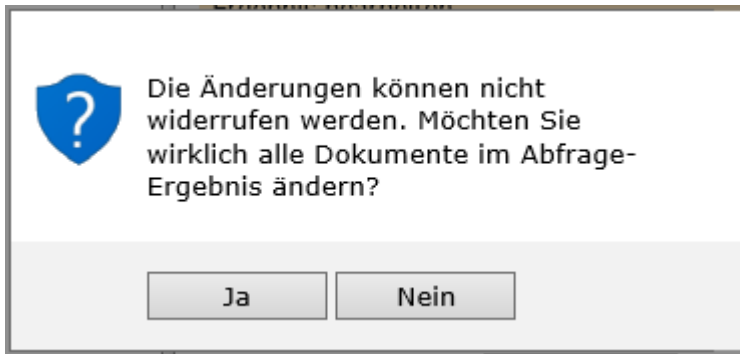 Die Änderungen können nicht
widerrufen werden. Möchten Sie
wirklich alle Dokumente im Abfrage-
Ergebnis ändern?
Ja
Nein